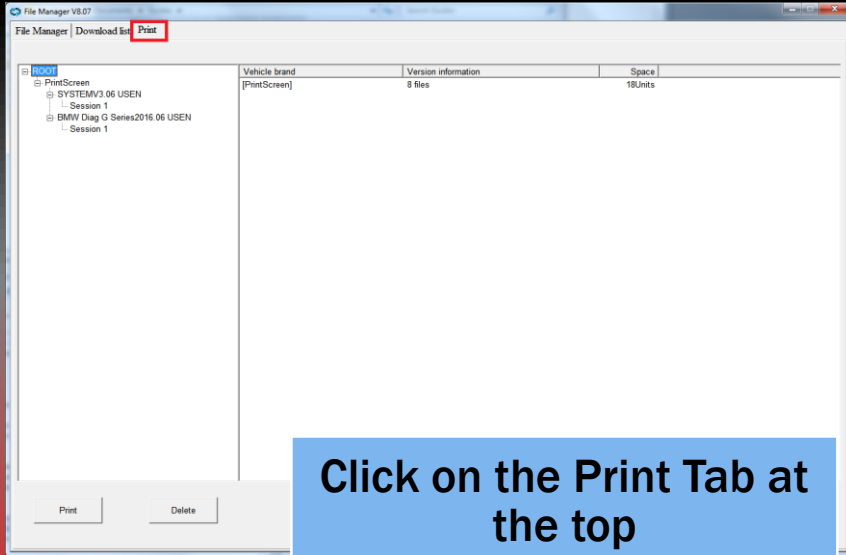 File Manager V8.07
File Manager Download list Print
ROOT
PrintScreen
SYSTEMV3.06 USEN
Session 1
BMW Diag G Series2016.06 USEN
Session 1
Vehicle brand Version information Space
[PrintScreen] 8 files 18Units
Print Delete
Click on the Print Tab at
the top